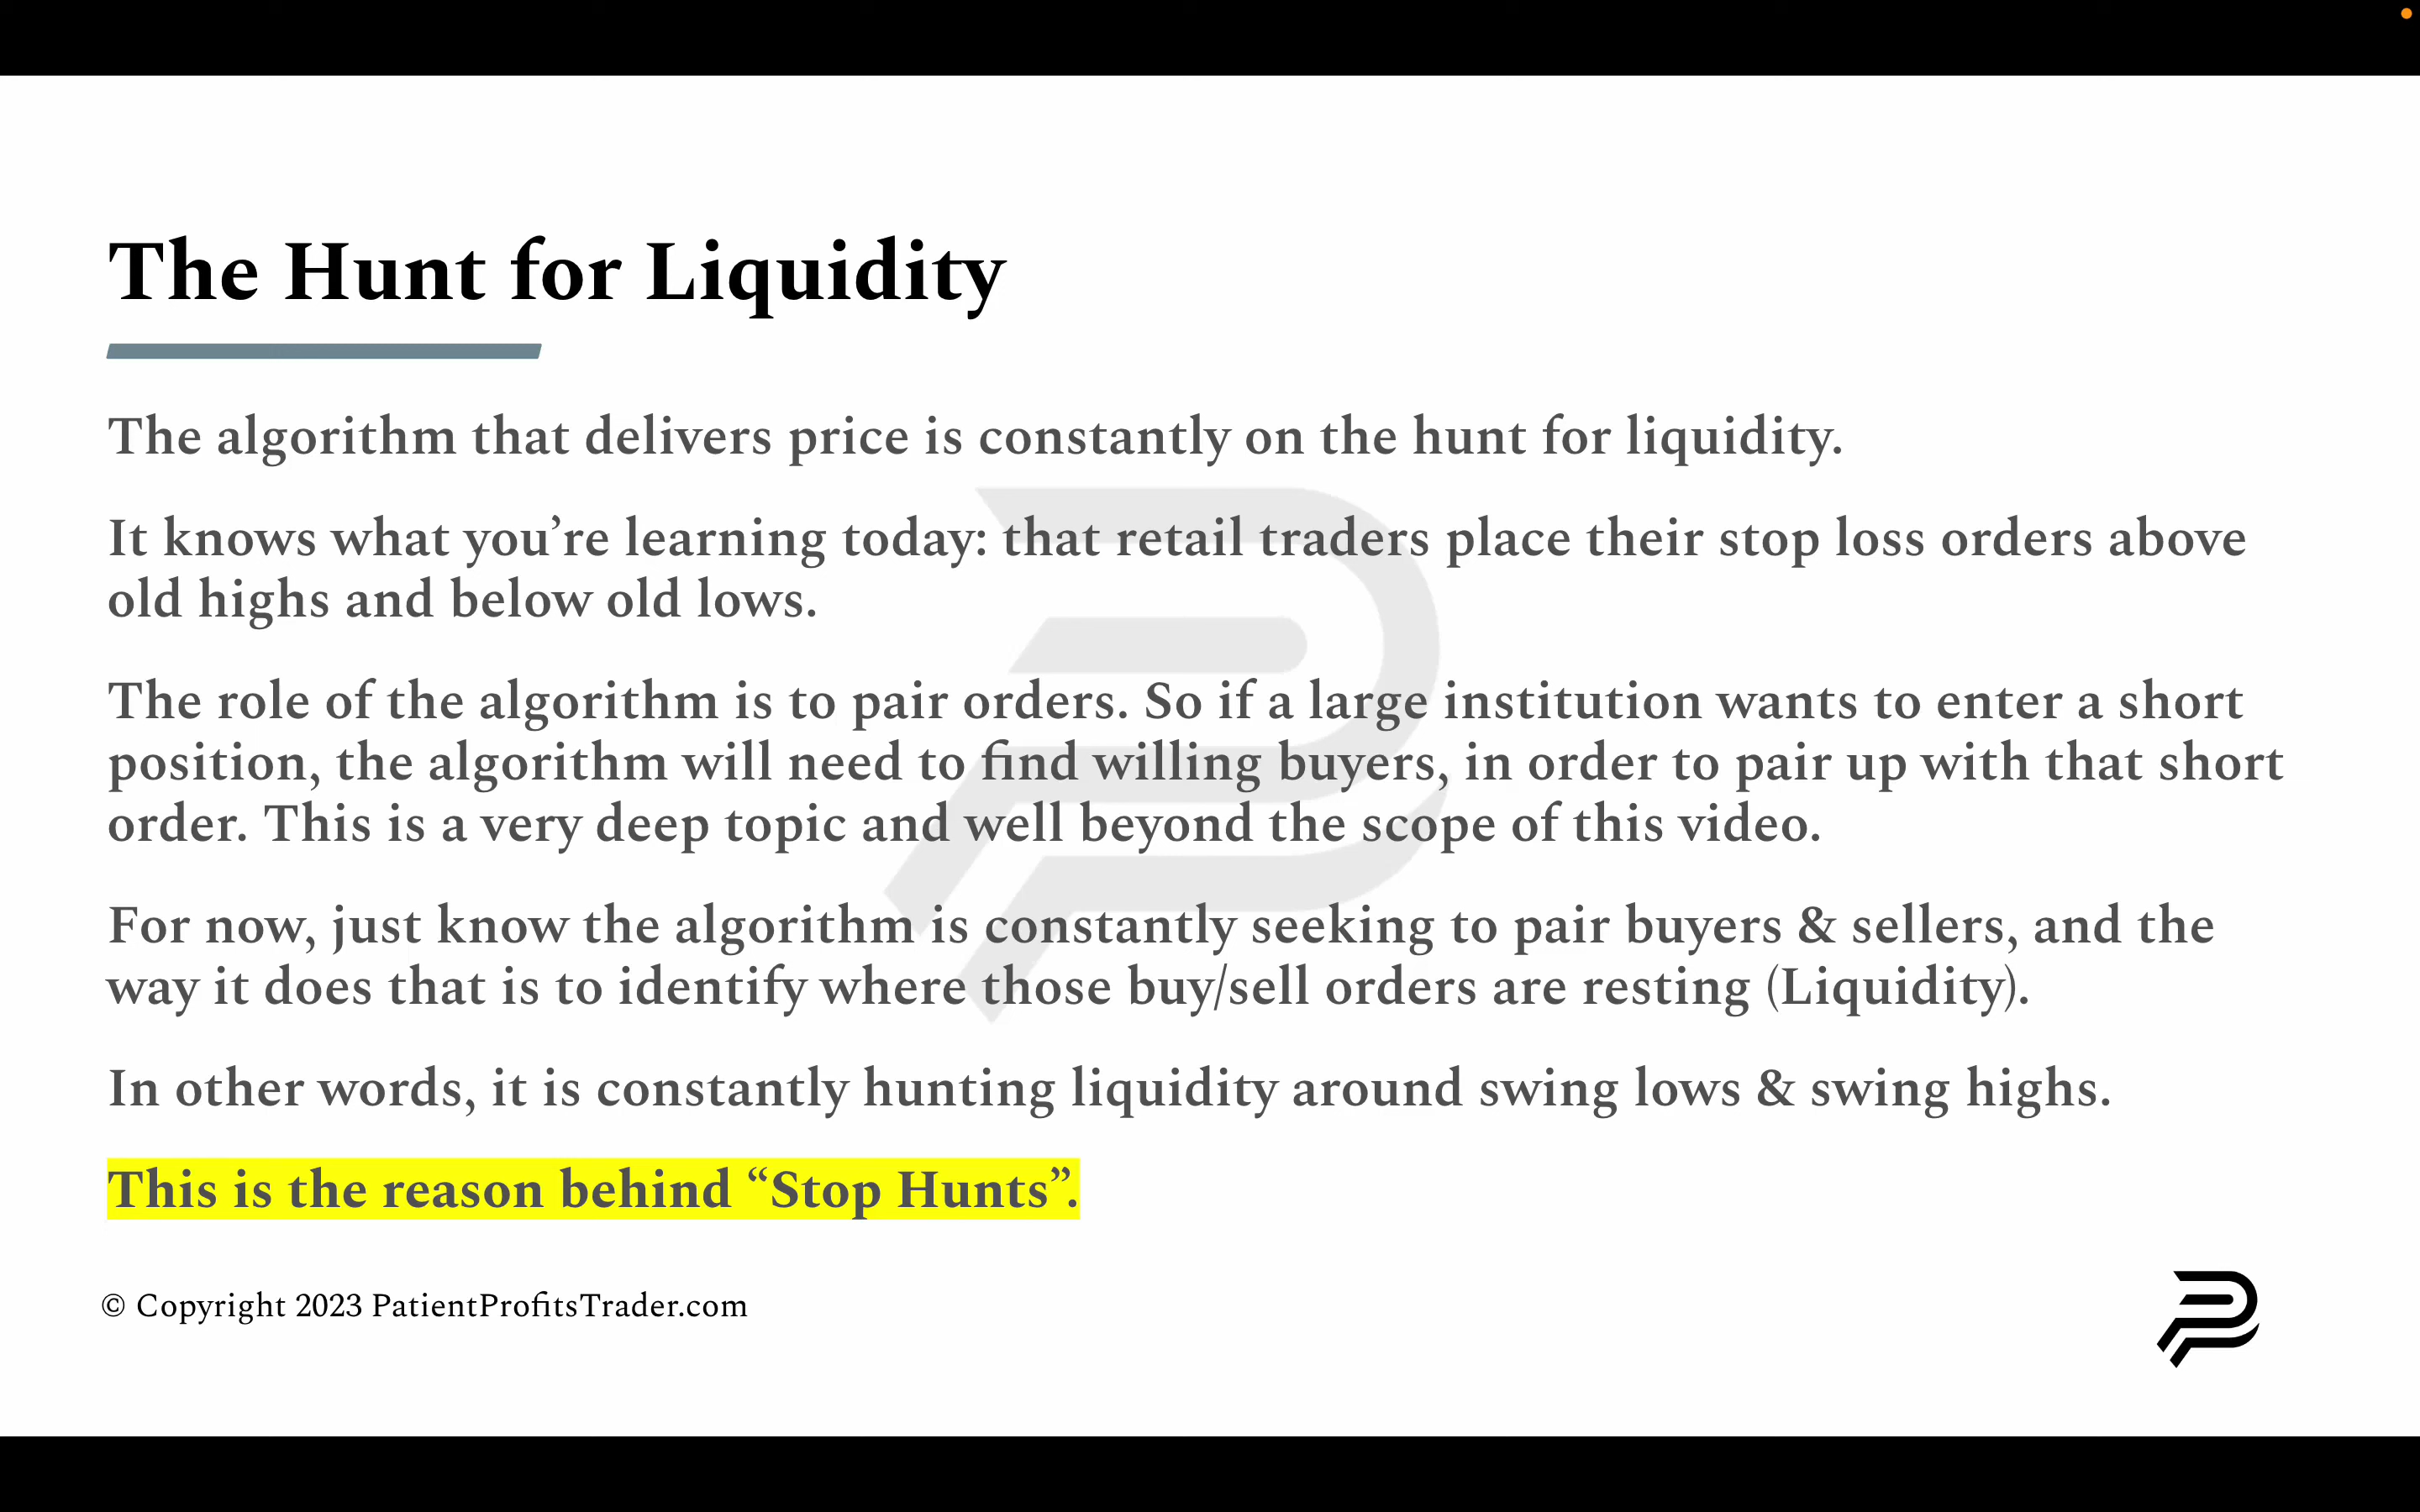 The Hunt for Liquidity
The algorithm that delivers price is constantly on the hunt for liquidity.
It knows what you’re learning today: that retail traders place their stop loss orders above
old highs and below old lows.
The role of the algorithm is to pair orders. So if a large institution wants to enter a short
position, the algorithm will need to find willing buyers, in order to pair up with that short
order. This is a very deep topic and well beyond the scope of this video.
For now, just know the algorithm is constantly seeking to pair buyers & sellers, and the
way it does that is to identify where those buy/sell orders are resting (Liquidity).
In other words, it is constantly hunting liquidity around swing lows & swing highs.
This is the reason behind “Stop Hunts”.
© Copyright 2023 PatientProfitsTrader.com